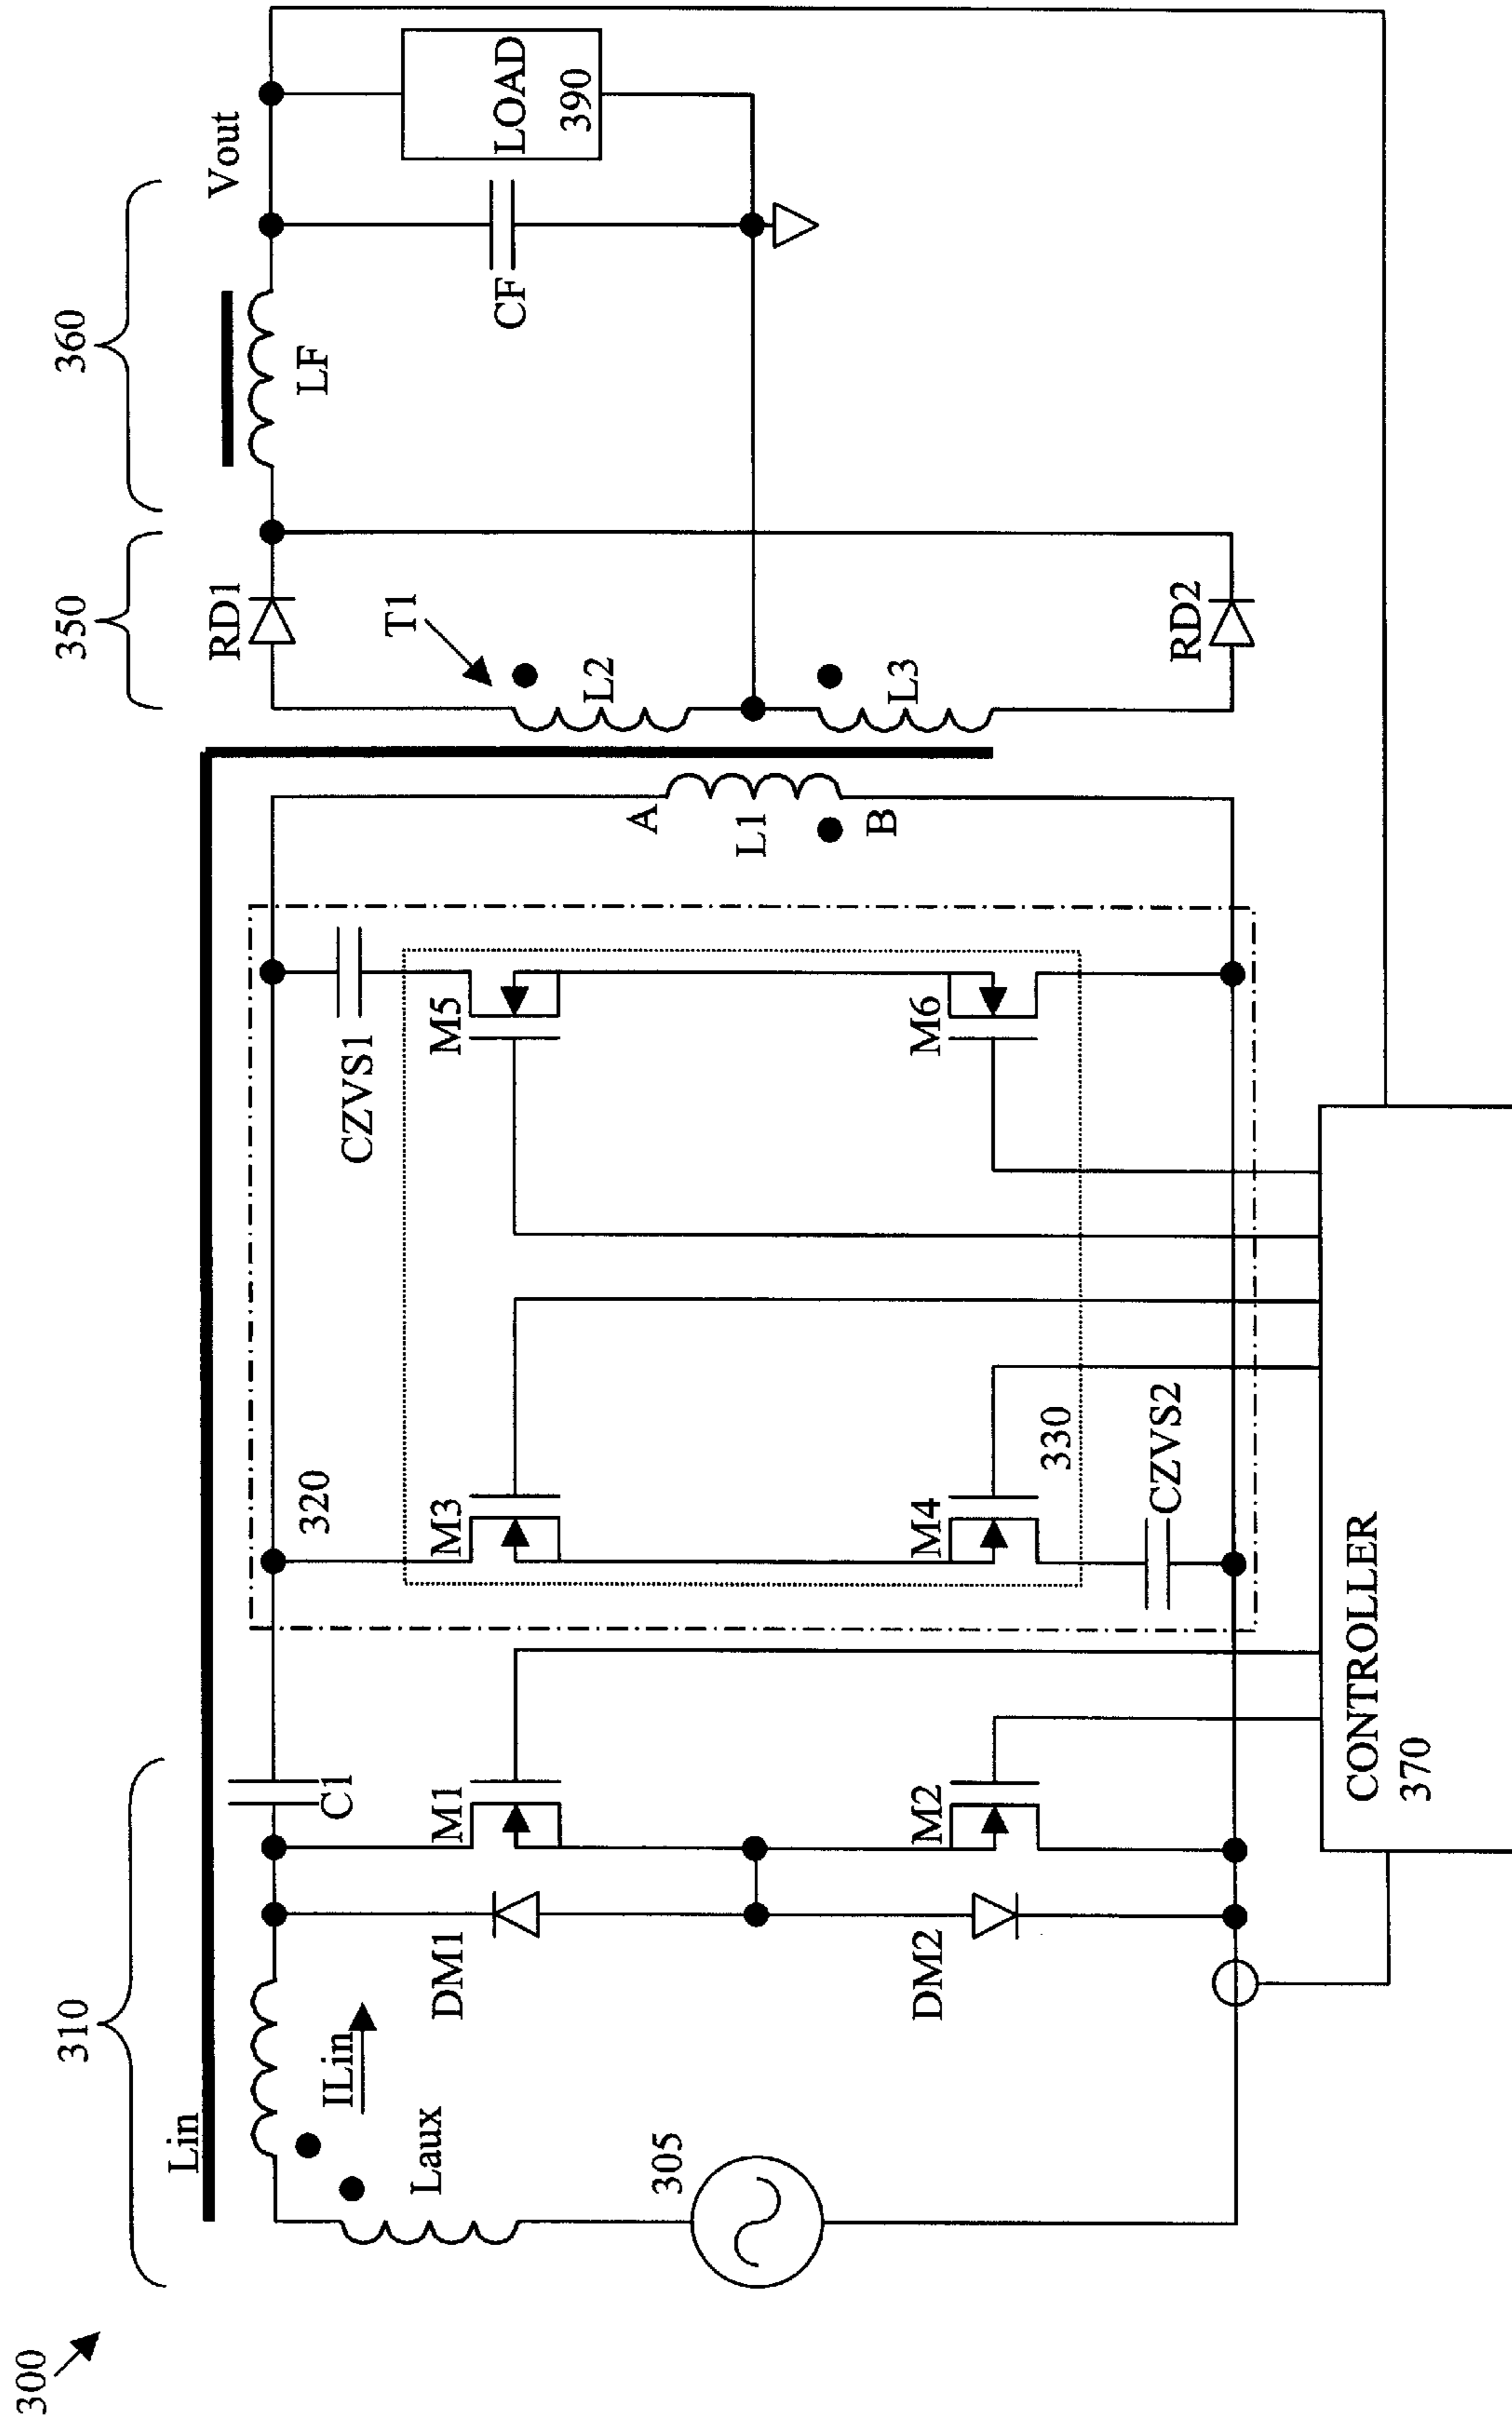 300
310
350
360
Lin
ILin
Laux
305
C1
DM1
DM2
M1
M2
320
M3
M4
330
CZVS2
CZVS1
M5
M6
A
L1
B
T1
L2
L3
RD1
RD2
LF
CF
Vout
LOAD
390
CONTROLLER
370